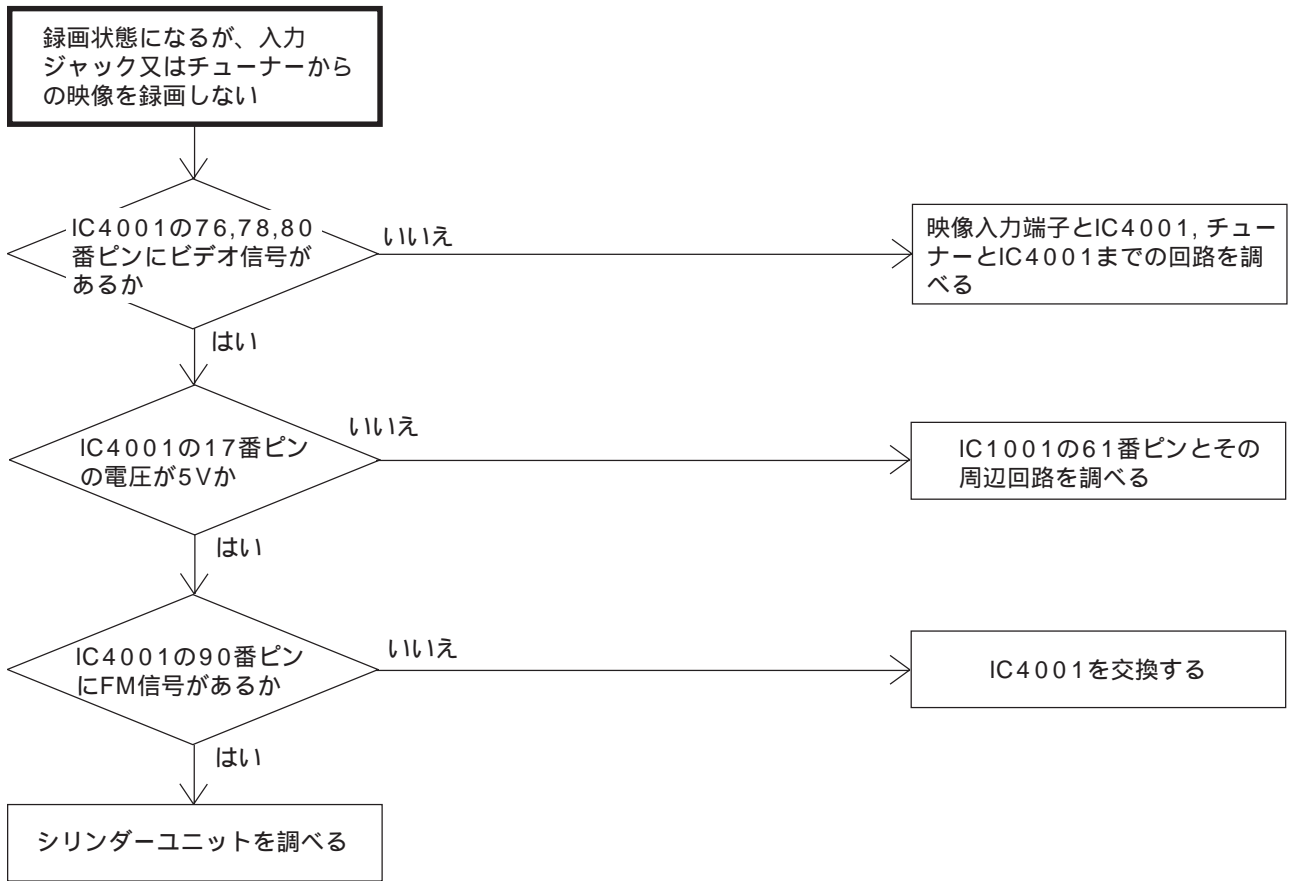 録画状態になるが、入力
ジャック又はチューナーから
の映像を録画しない
IC4001の76,78,80
番ピンにビデオ信号が
あるか
いいえ
映像入力端子とIC4001,チュー
ナーとIC4001までの回路を調
べる
はい
IC4001の17番ピン
の電圧が5Vか
いいえ
IC1001の61番ピンとその
周辺回路を調べる
はい
IC4001の90番ピン
にFM信号があるか
いいえ
IC4001を交換する
はい
シリンダーユニットを調べる